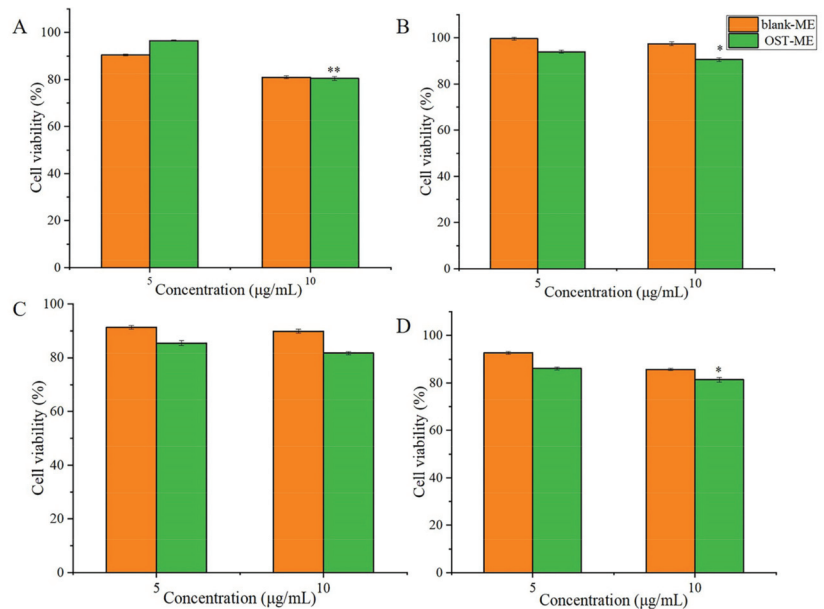 A
Cell viability (%)
100
80
60
40
20
0
**
5
10
Concentration (μg/mL)
B
Cell viability (%)
100
80
60
40
20
0
*
5
10
Concentration (μg/mL)
blank-ME
OST-ME
C
Cell viability (%)
100
80
60
40
20
0
5
10
Concentration (μg/mL)
D
Cell viability (%)
100
80
60
40
20
0
*
5
10
Concentration (μg/mL)